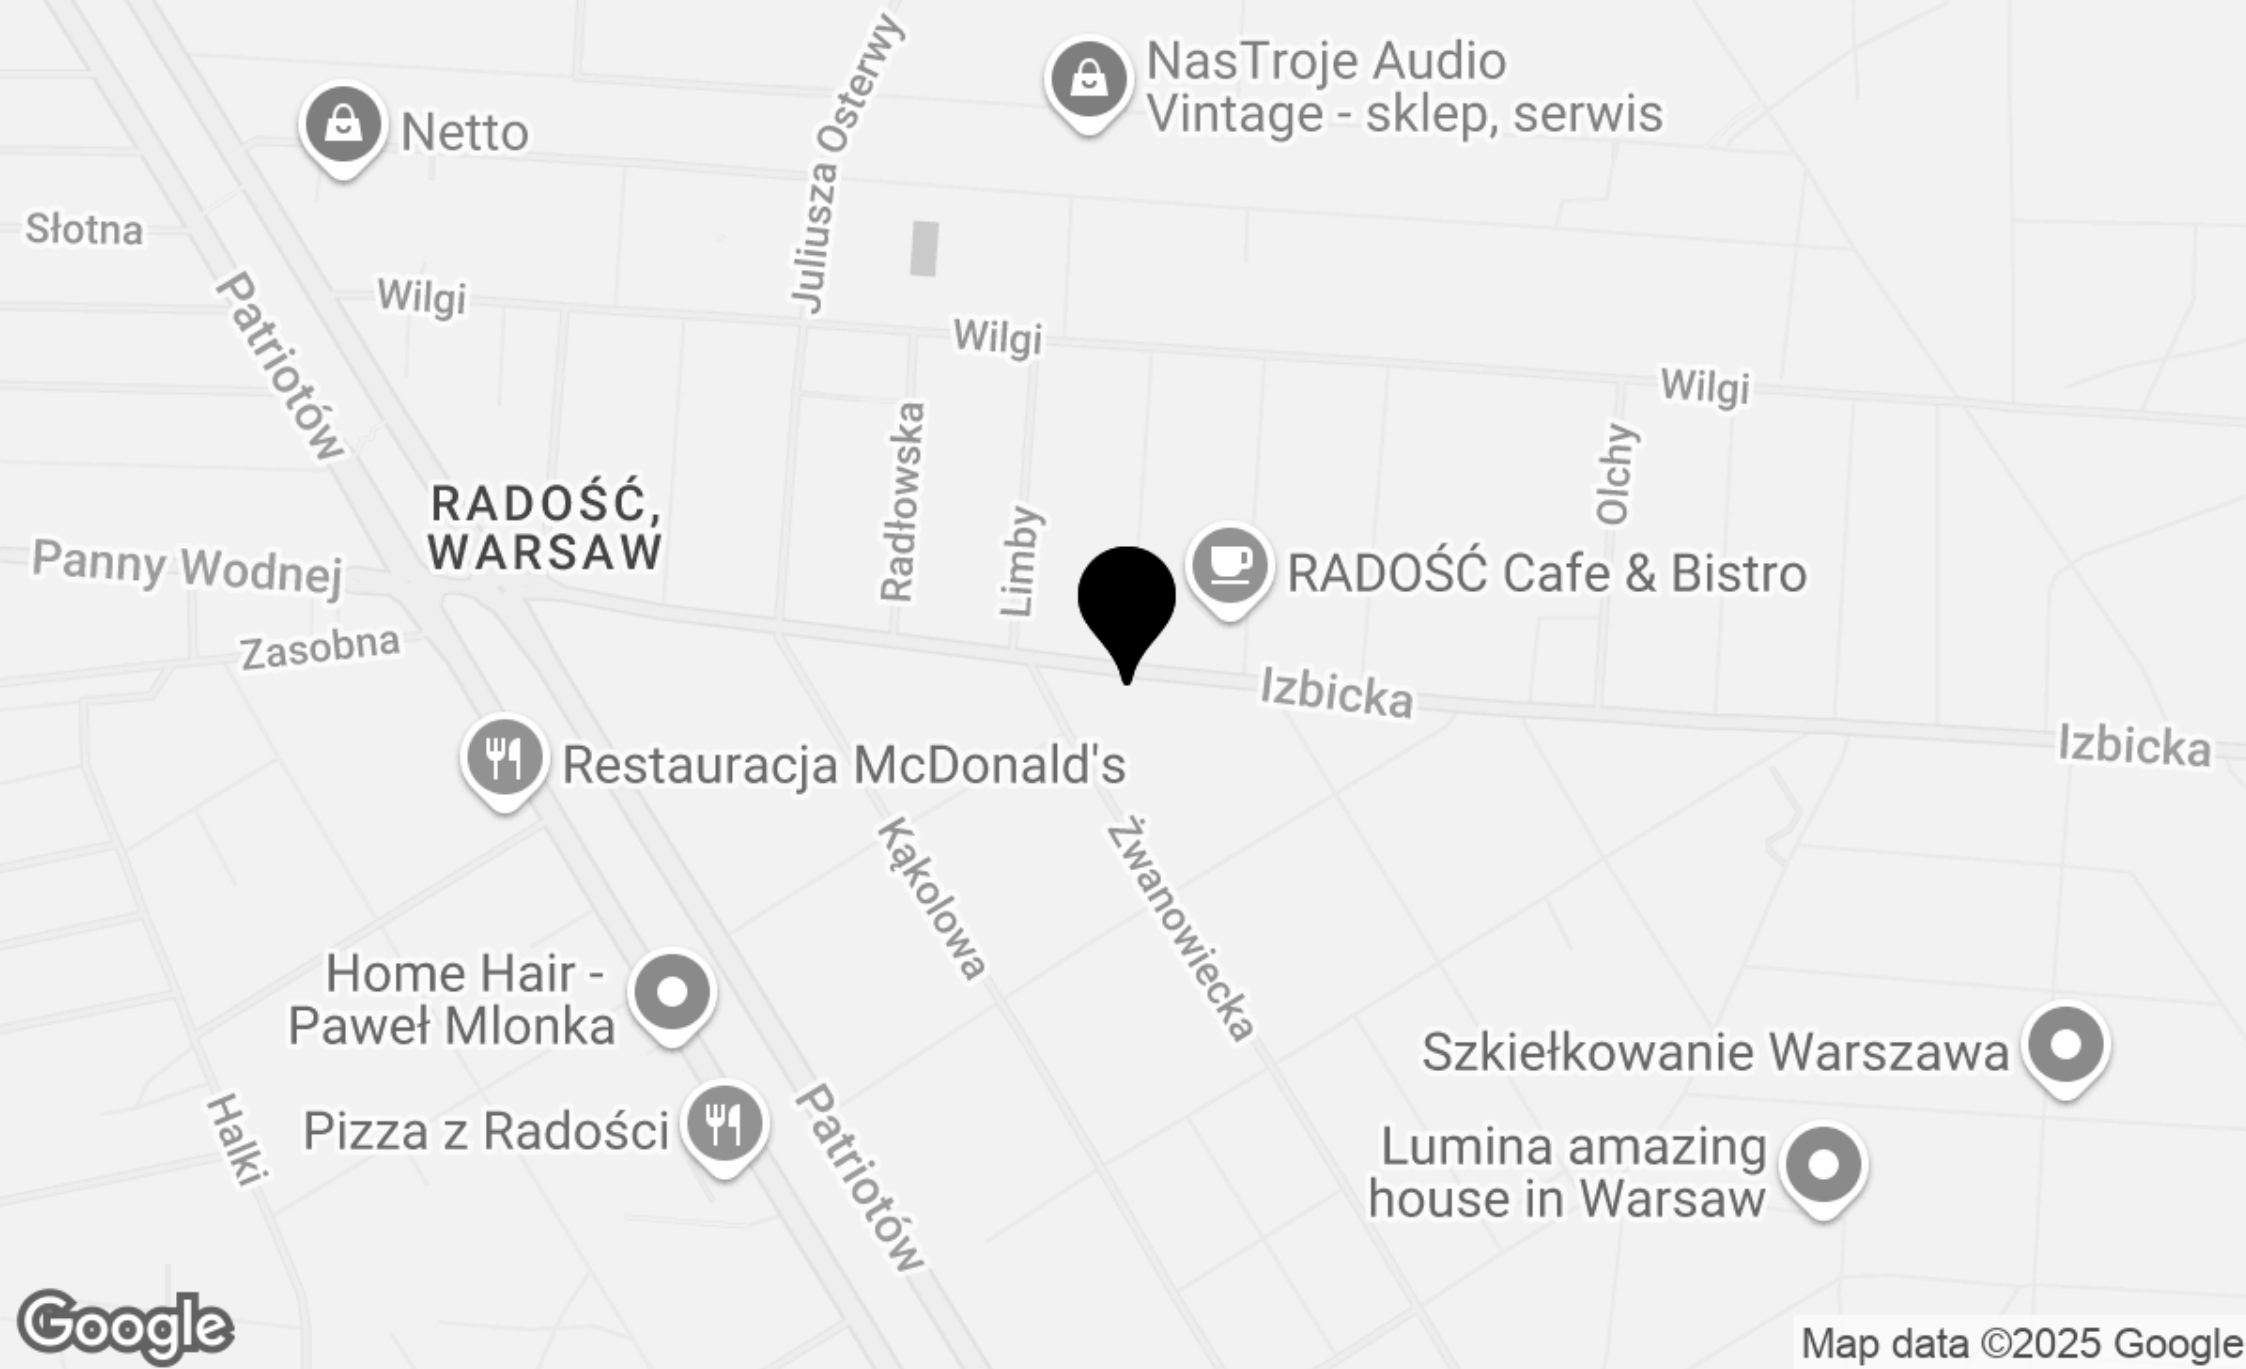 NasTroje Audio
Vintage - sklep, serwis
Netto
Juliusza Osterwy
Słotna
Patriotów
Wilgi
Wilgi
Wilgi
Radłowska
Limby
Olchy
RADOŚĆ,
WARSAW
Panny Wodnej
Zasobna
RADOŚĆ Cafe & Bistro
Izbicka
Izbicka
Restauracja McDonald's
Kąkolowa
Żwanowiecka
Home Hair -
Paweł Mlonka
Pizza z Radości
Halki
Patriotów
Szkiełkowanie Warszawa
Lumina amazing
house in Warsaw
Google
Map data ©2025 Google